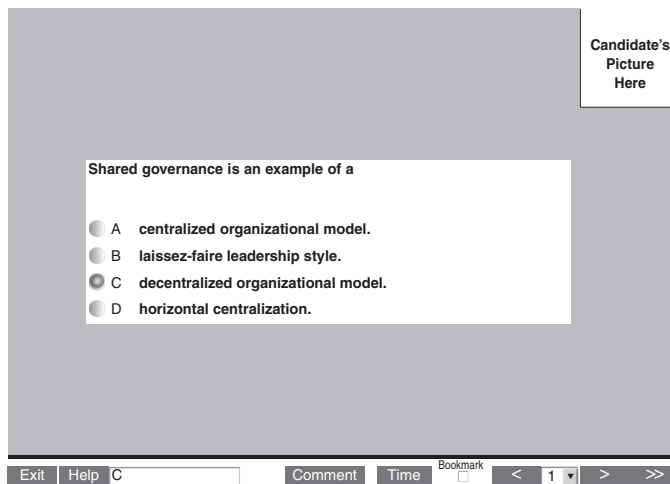 Candidate's
Picture
Here
Shared governance is an example of a
A centralized organizational model.
B laissez-faire leadership style.
C decentralized organizational model.
D horizontal centralization.
Exit Help C Comment Time Bookmark < 1 > >>